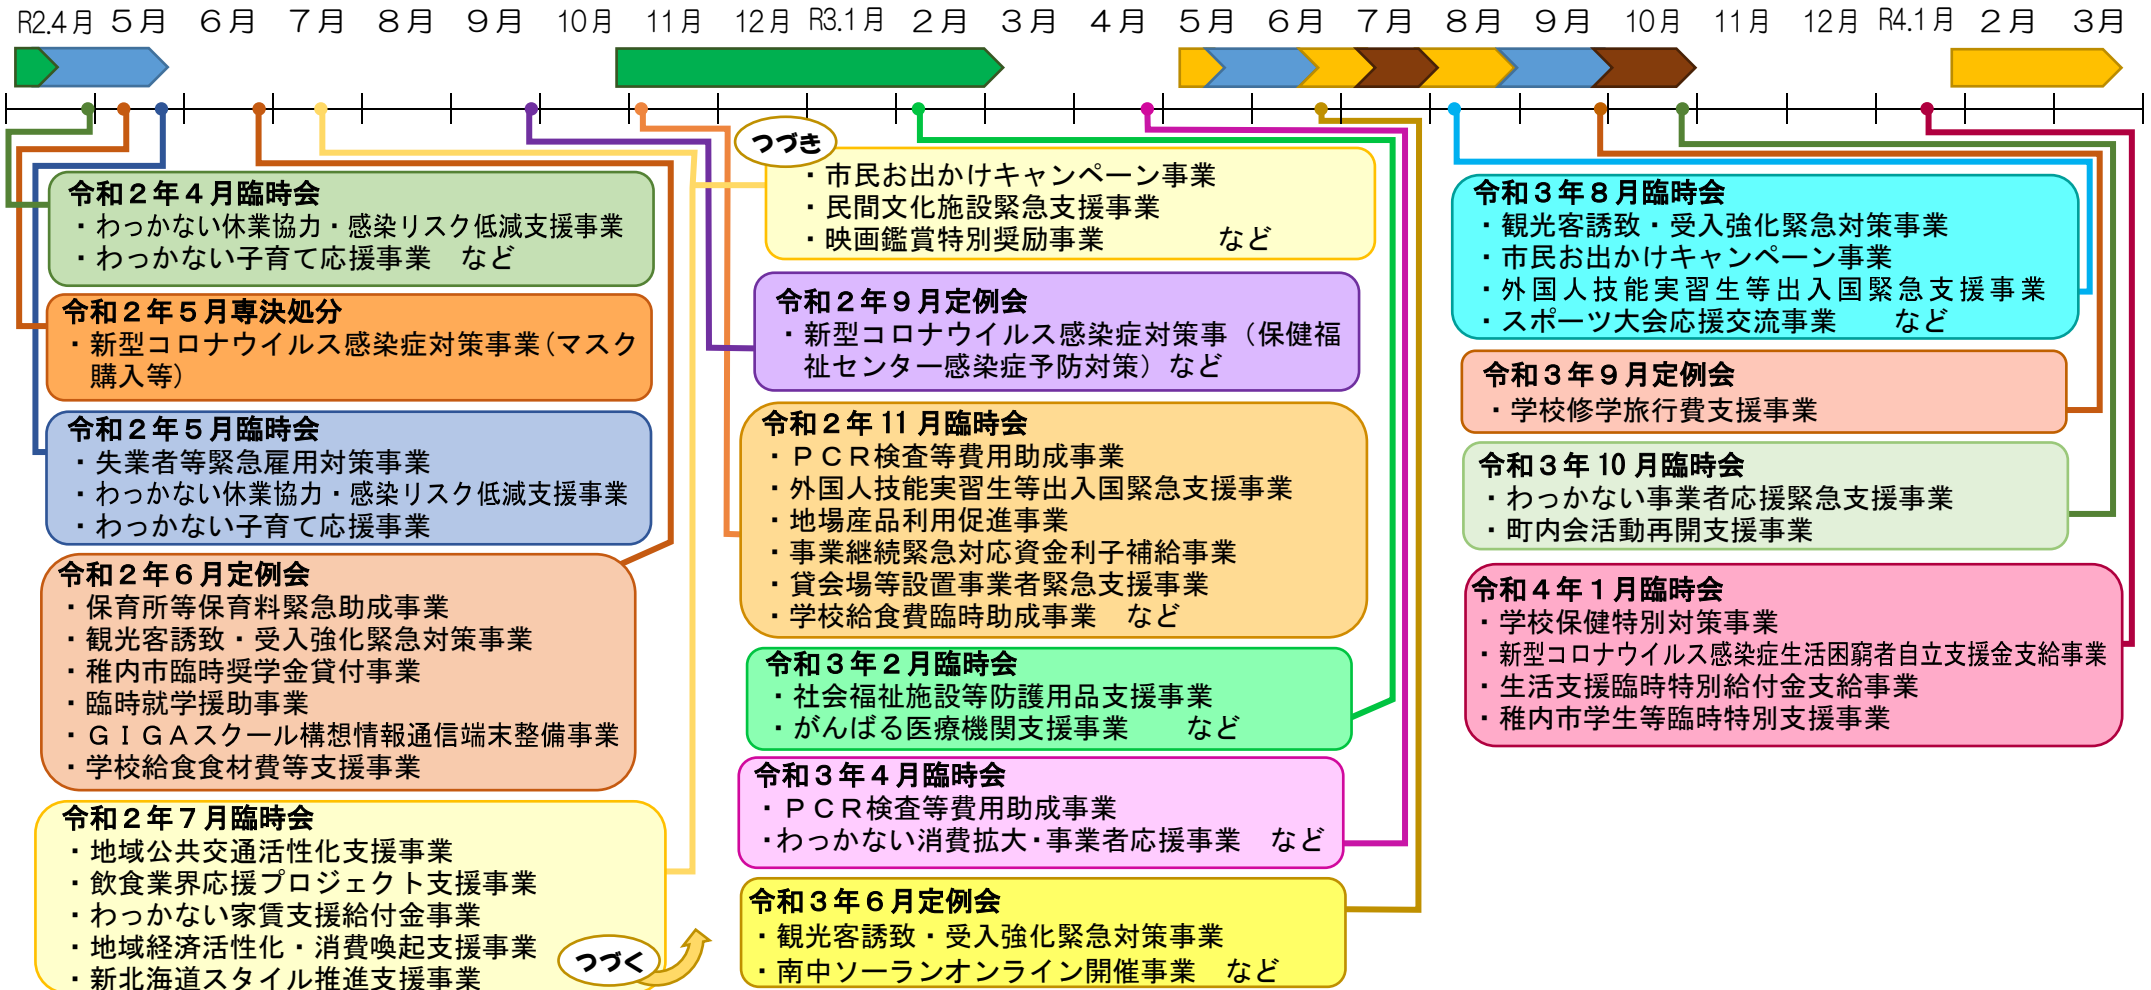 R2.4月 5月 6月 7月 8月 9月 10月 11月 12月 R3.1月 2月 3月 4月 5月 6月 7月 8月 9月 10月 11月 12月 R4.1月 2月 3月
令和2年4月臨時会
・わっかない休業協力・感染リスク低減支援事業
・わっかない子育て応援事業 など
令和2年5月専決処分
・新型コロナウイルス感染症対策事業(マスク
購入等)
令和2年5月臨時会
・失業者等緊急雇用対策事業
・わっかない休業協力・感染リスク低減支援事業
・わっかない子育て応援事業
令和2年6月定例会
・保育所等保育料緊急助成事業
・観光客誘致・受入強化緊急対策事業
・稚内市臨時奨学金貸付事業
・臨時就学援助事業
・GIGAスクール構想情報通信端末整備事業
・学校給食食材費等支援事業
令和2年7月臨時会
・地域公共交通活性化支援事業
・飲食業界応援プロジェクト支援事業
・わっかない家賃支援給付金事業
・地域経済活性化・消費喚起支援事業
・新北海道スタイル推進支援事業
つづく
つづき
・市民お出かけキャンペーン事業
・民間文化施設緊急支援事業
・映画鑑賞特別奨励事業 など
令和2年9月定例会
・新型コロナウイルス感染症対策事(保健福
祉センター感染症予防対策)など
令和2年11月臨時会
・PCR検査等費用助成事業
・外国人技能実習生等出入国緊急支援事業
・地場産品利用促進事業
・事業継続緊急対応資金利子補給事業
・貸会場等設置事業者緊急支援事業
・学校給食費臨時助成事業 など
令和3年2月臨時会
・社会福祉施設等防護用品支援事業
・がんばる医療機関支援事業 など
令和3年4月臨時会
・PCR検査等費用助成事業
・わっかない消費拡大・事業者応援事業 など
令和3年6月定例会
・観光客誘致・受入強化緊急対策事業
・南中ソーランオンライン開催事業 など
令和3年8月臨時会
・観光客誘致・受入強化緊急対策事業
・市民お出かけキャンペーン事業
・外国人技能実習生等出入国緊急支援事業
・スポーツ大会応援交流事業 など
令和3年9月定例会
・学校修学旅行費支援事業
令和3年10月臨時会
・わっかない事業者応援緊急支援事業
・町内会活動再開支援事業
令和4年1月臨時会
・学校保健特別対策事業
・新型コロナウイルス感染症生活困窮者自立支援金支給事業
・生活支援臨時特別給付金支給事業
・稚内市学生等臨時特別支援事業